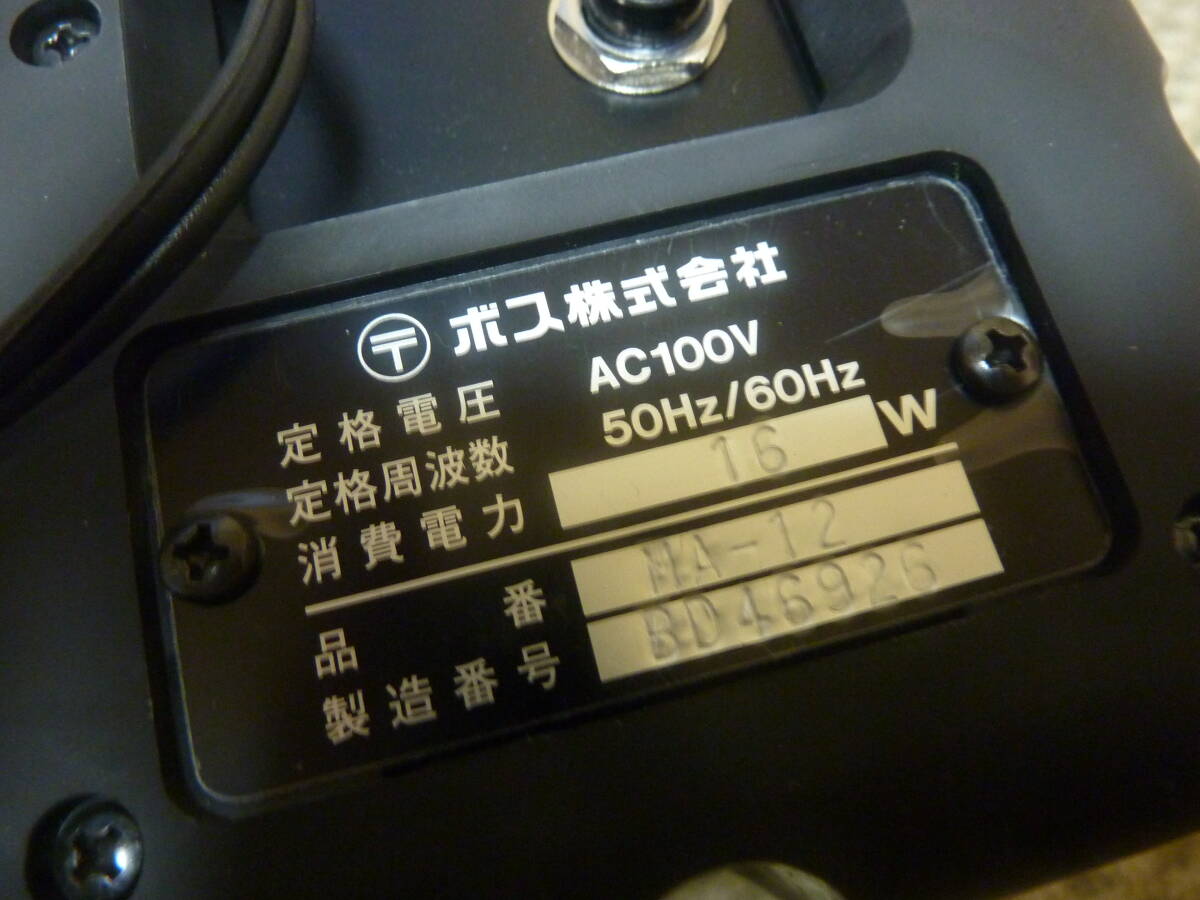 〒 ボス株式会社
定格電圧 AC100V
定格周波数 50Hz/60Hz
消費電力 16 W
品番 MA-12
製造番号 BD46926